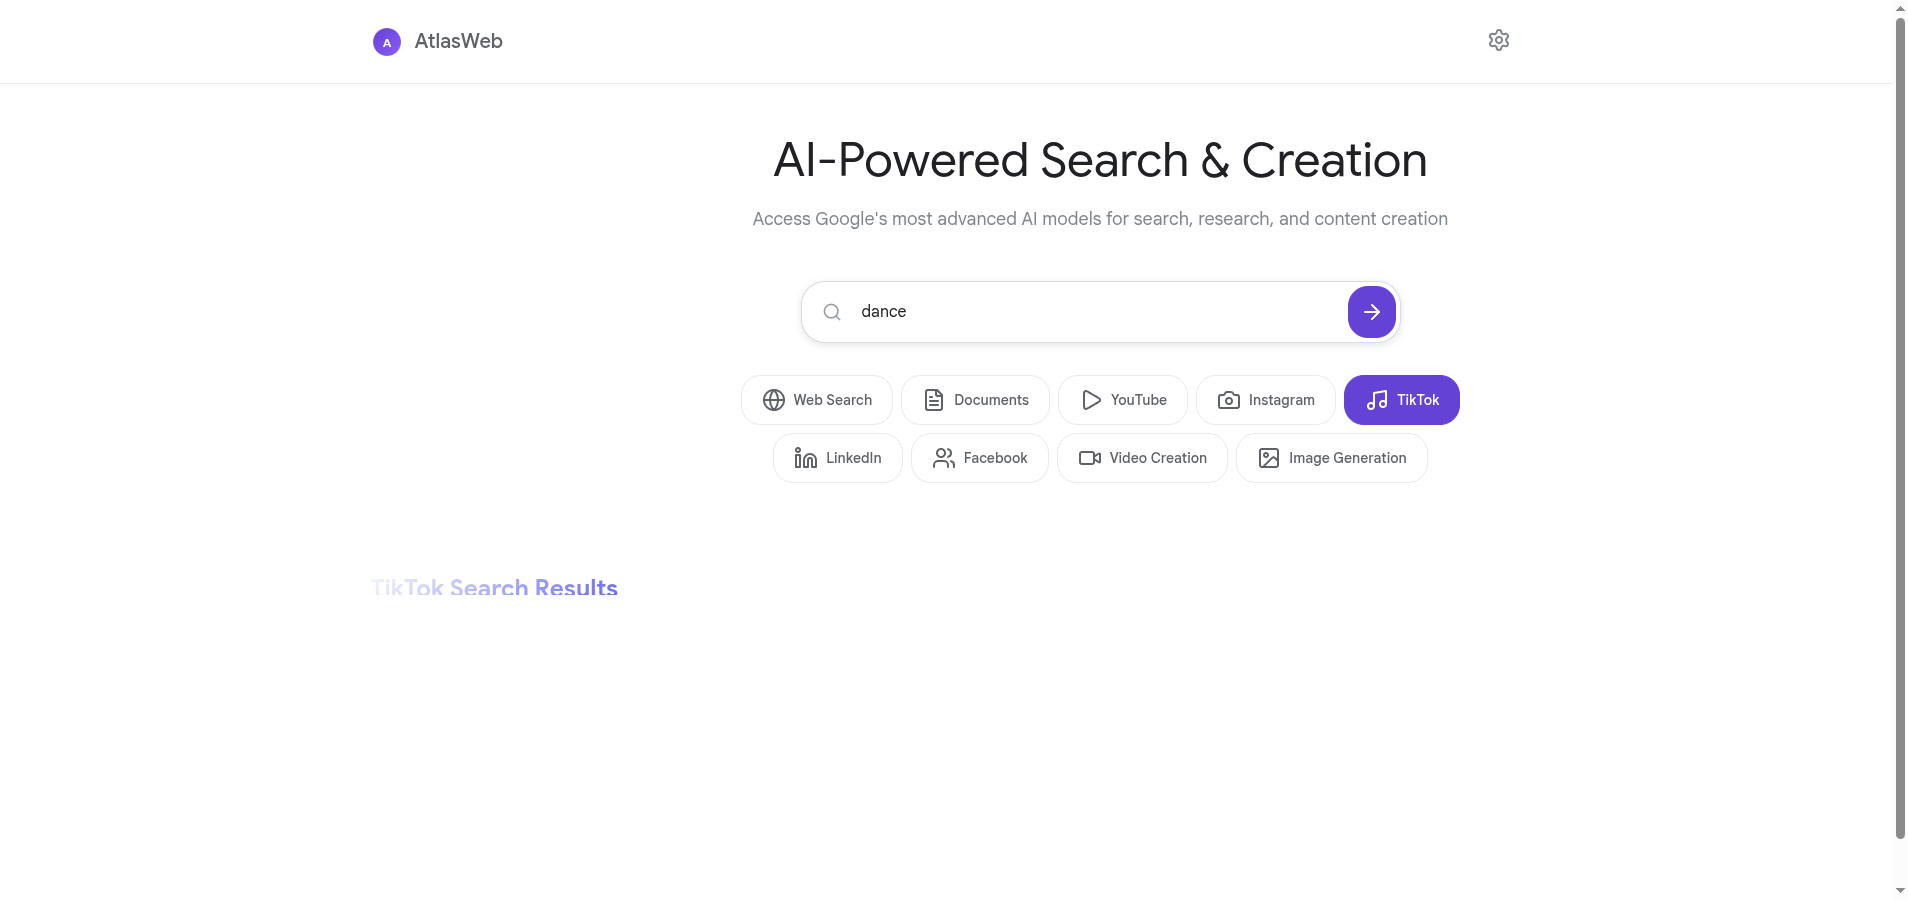 A AtlasWeb
AI-Powered Search & Creation
Access Google's most advanced AI models for search, research, and content creation
dance
Web Search Documents YouTube Instagram TikTok
LinkedIn Facebook Video Creation Image Generation
TikTok Search Results